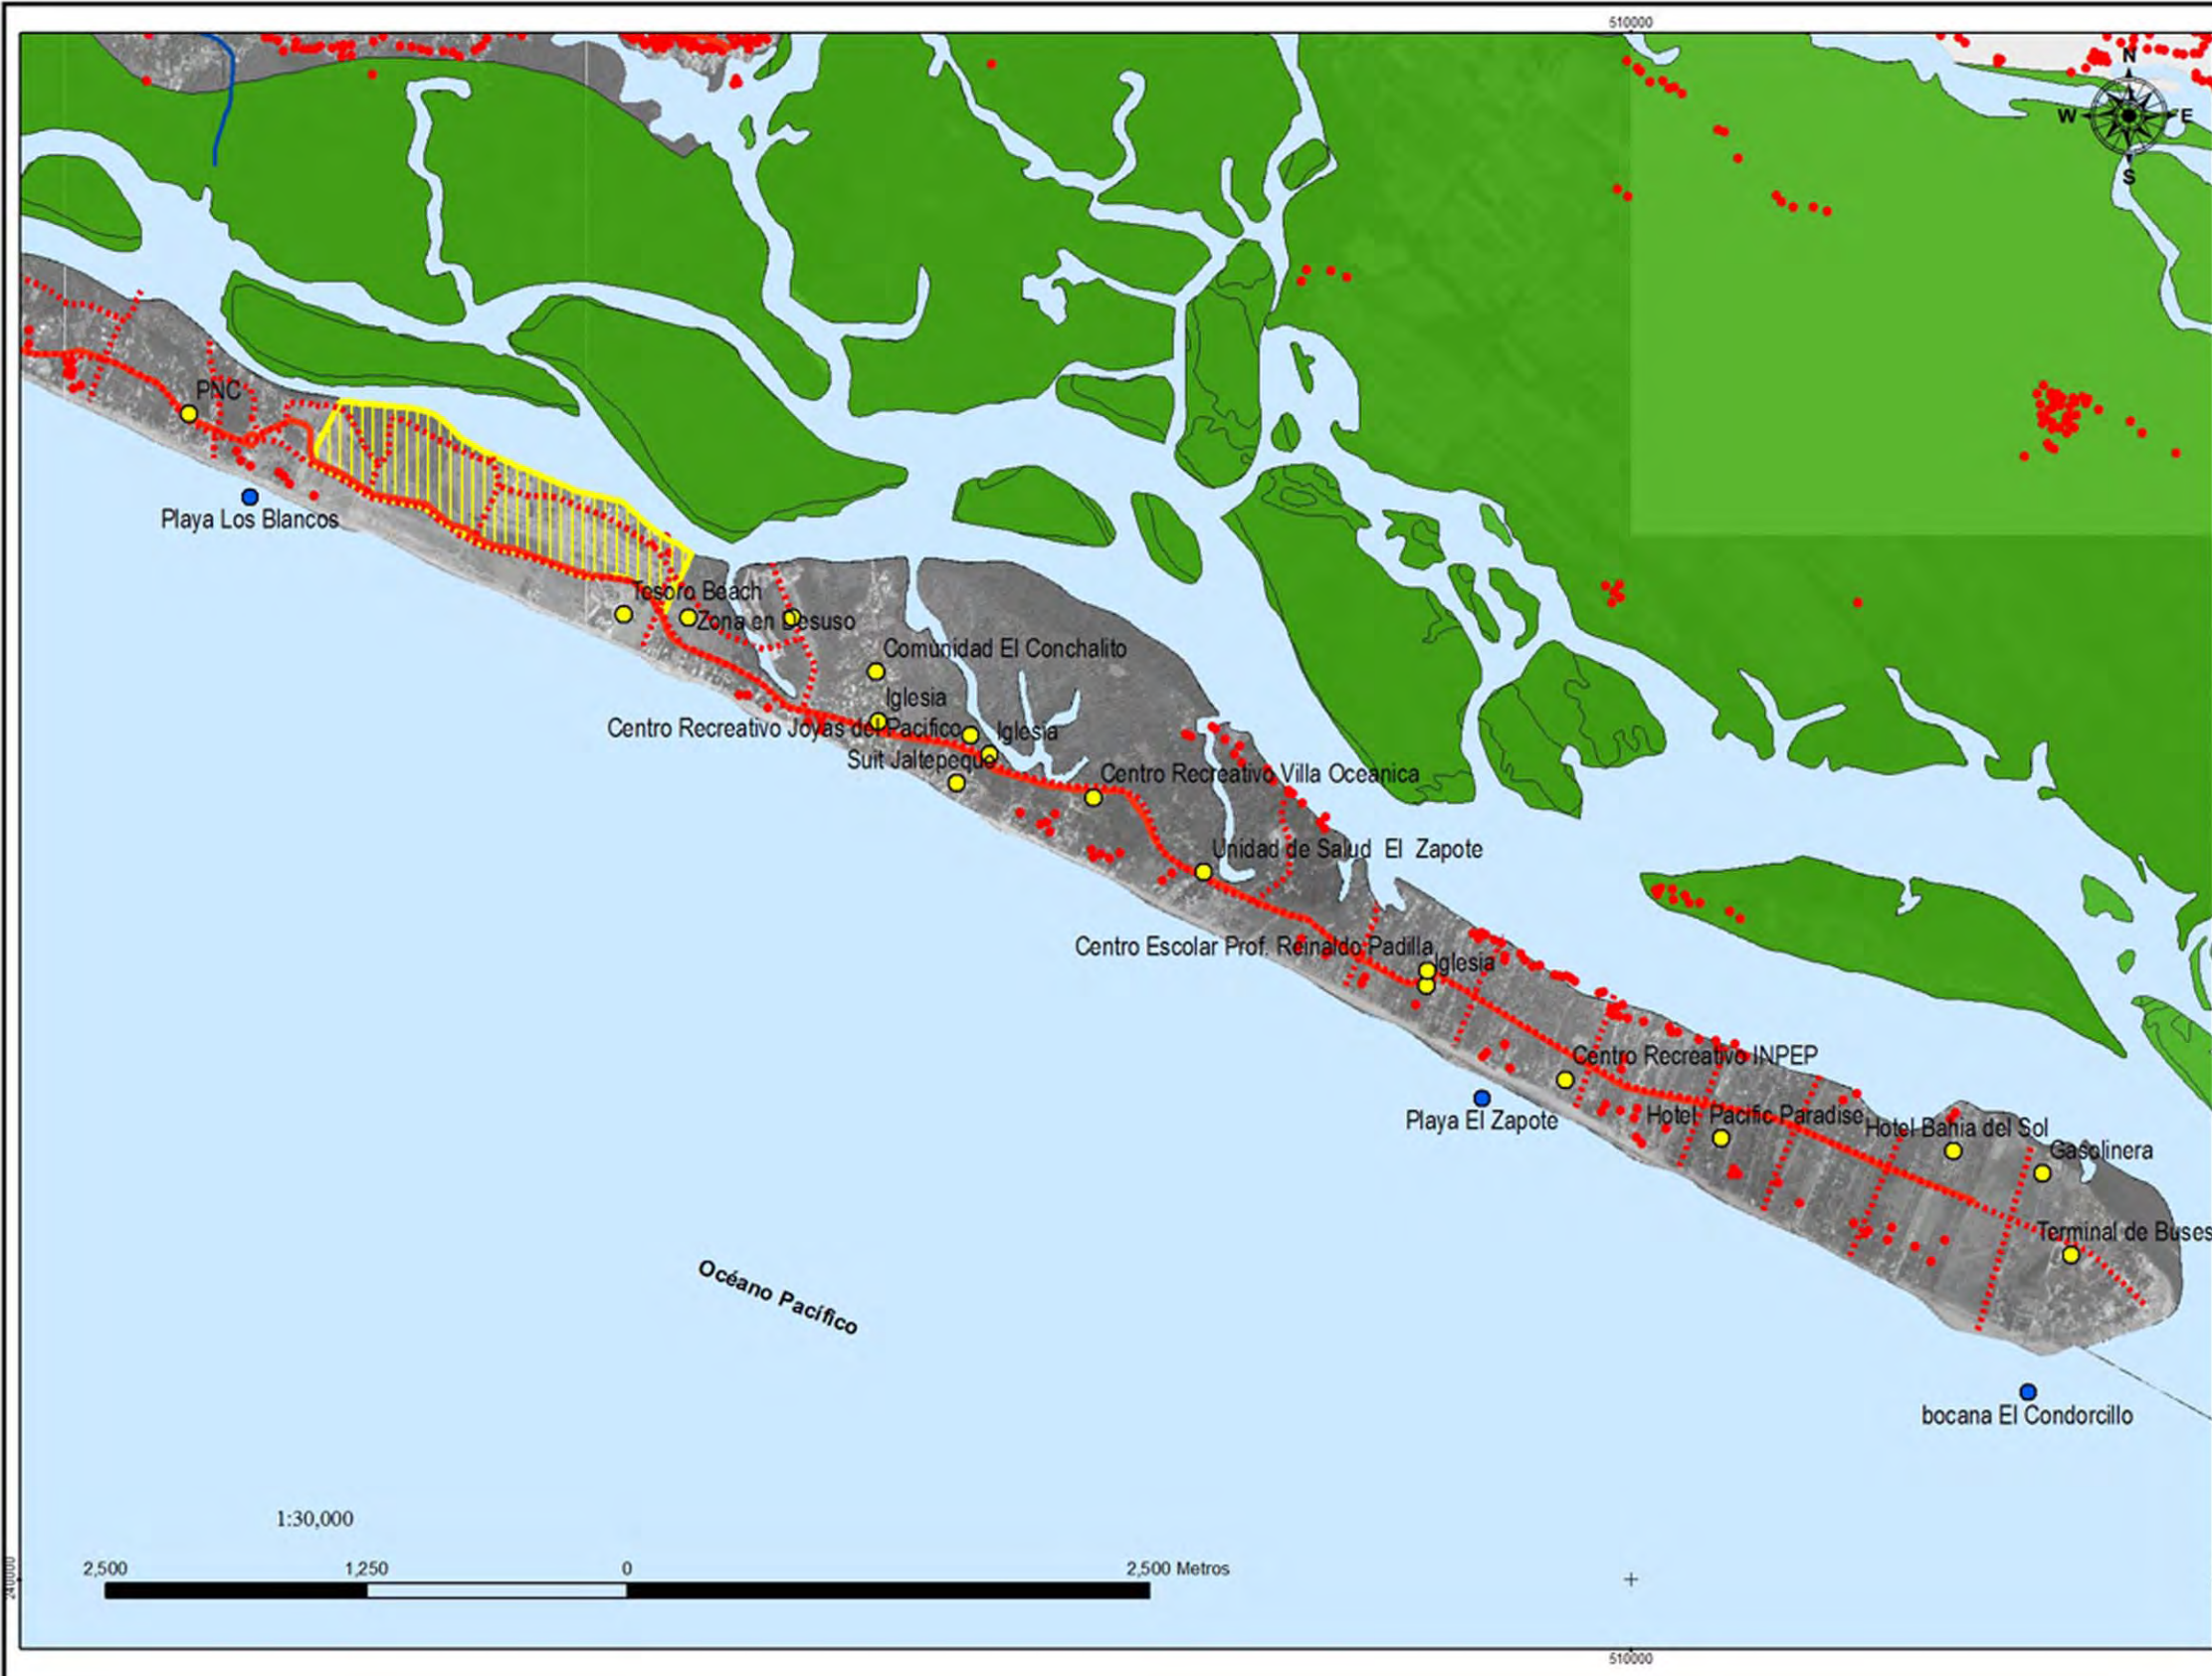 510000
N
W E
S
PNC
Playa Los Blancos
Tesoro Beach
Zona en Desuso
Comunidad El Conchalito
Iglesia
Centro Recreativo Joyas del Pacifico
Iglesia
Suit Jaltepeque
Centro Recreativo Villa Oceanica
Unidad de Salud El Zapote
Centro Escolar Prof. Reinaldo Padilla
Iglesia
Centro Recreativo INPEP
Playa El Zapote
Hotel Pacific Paradise
Hotel Bahia del Sol
Gasolinera
Terminal de Buses
Océano Pacífico
bocana El Condorcillo
1:30,000
2,500 1,250 0 2,500 Metros
240000
510000